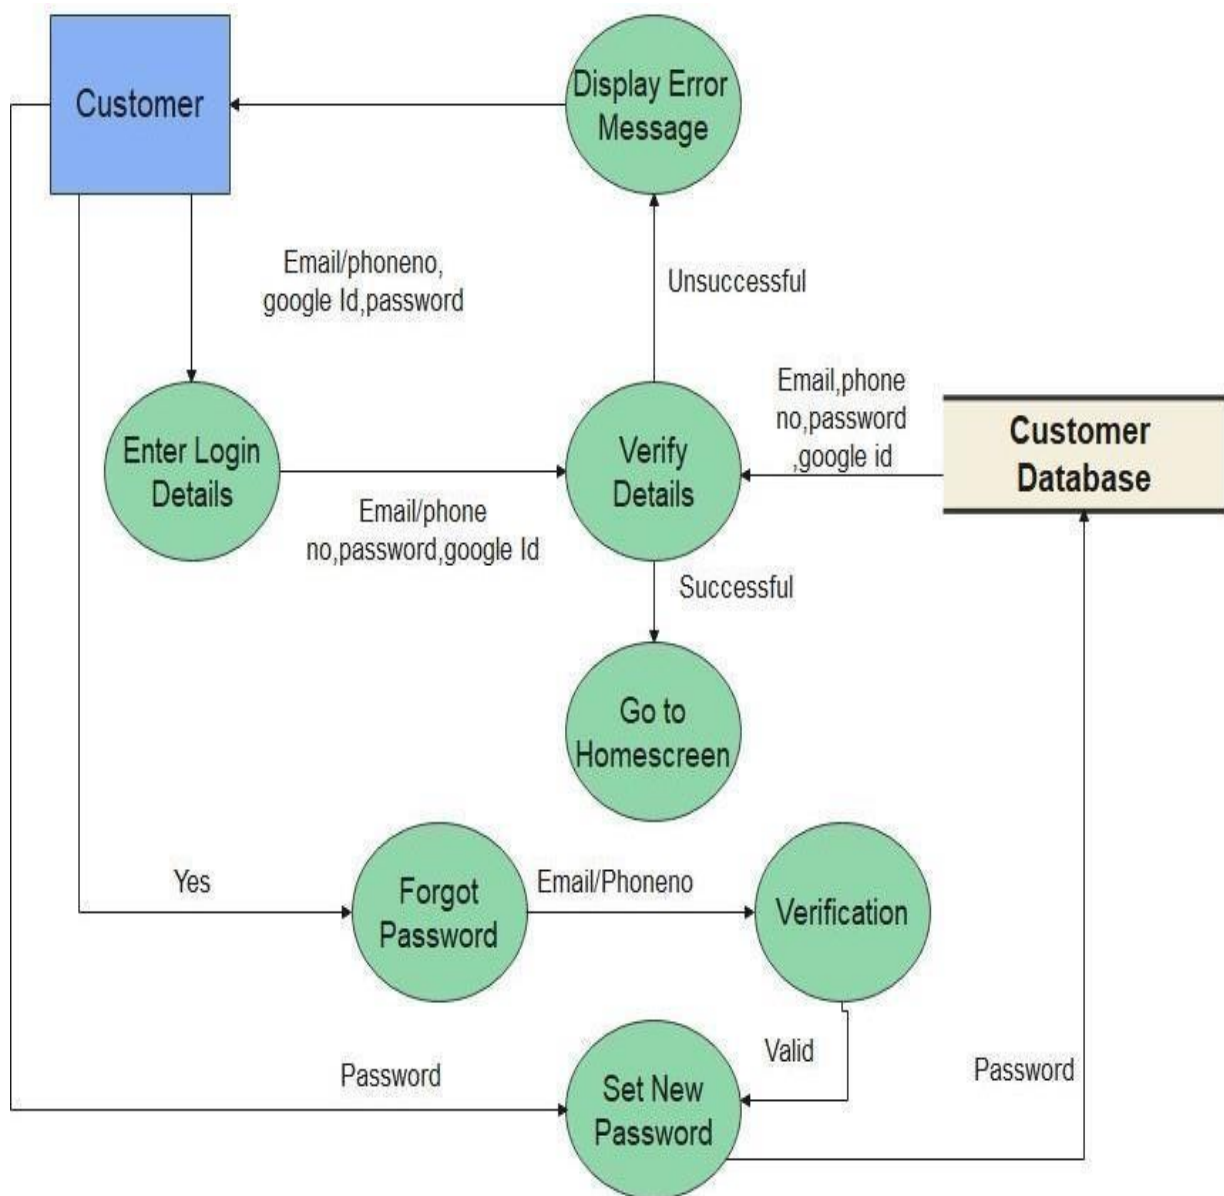 Customer
Display Error
Message
Email/phoneno,
google Id,password
Unsuccessful
Email,phone
no,password
,google id
Customer
Database
Enter Login
Details
Verify
Details
Email/phone
no,password,google Id
Successful
Go to
Homescreen
Yes
Forgot
Password
Email/Phoneno
Verification
Valid
Password
Set New
Password
Password